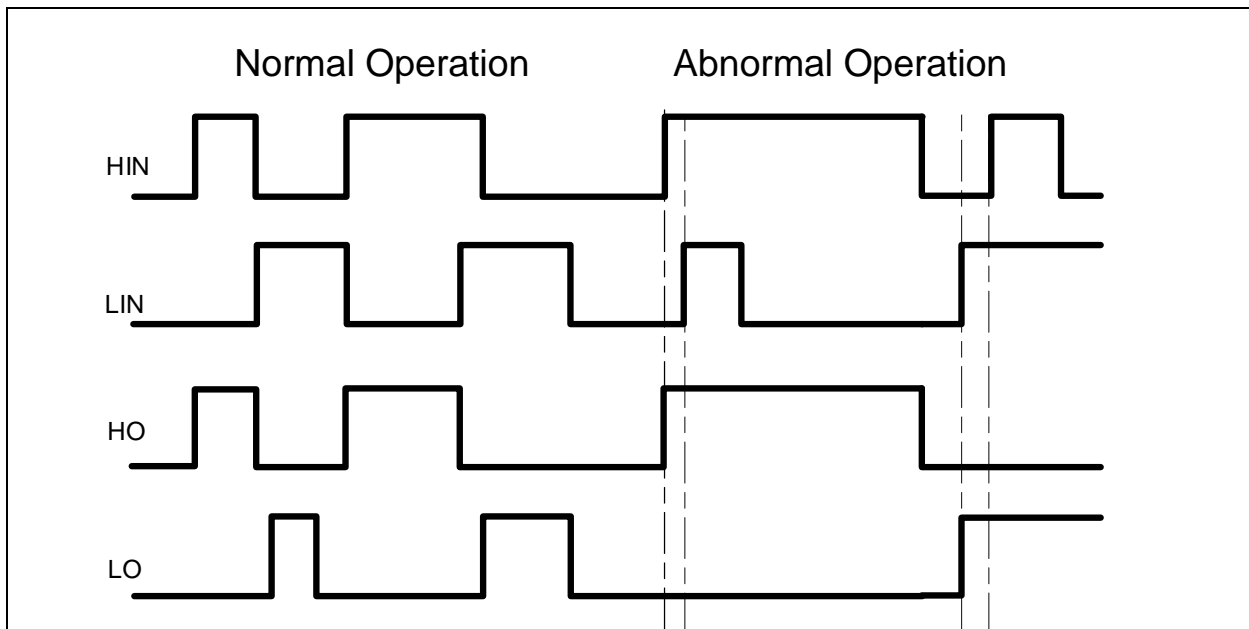 Normal Operation
Abnormal Operation
HIN
LIN
HO
LO